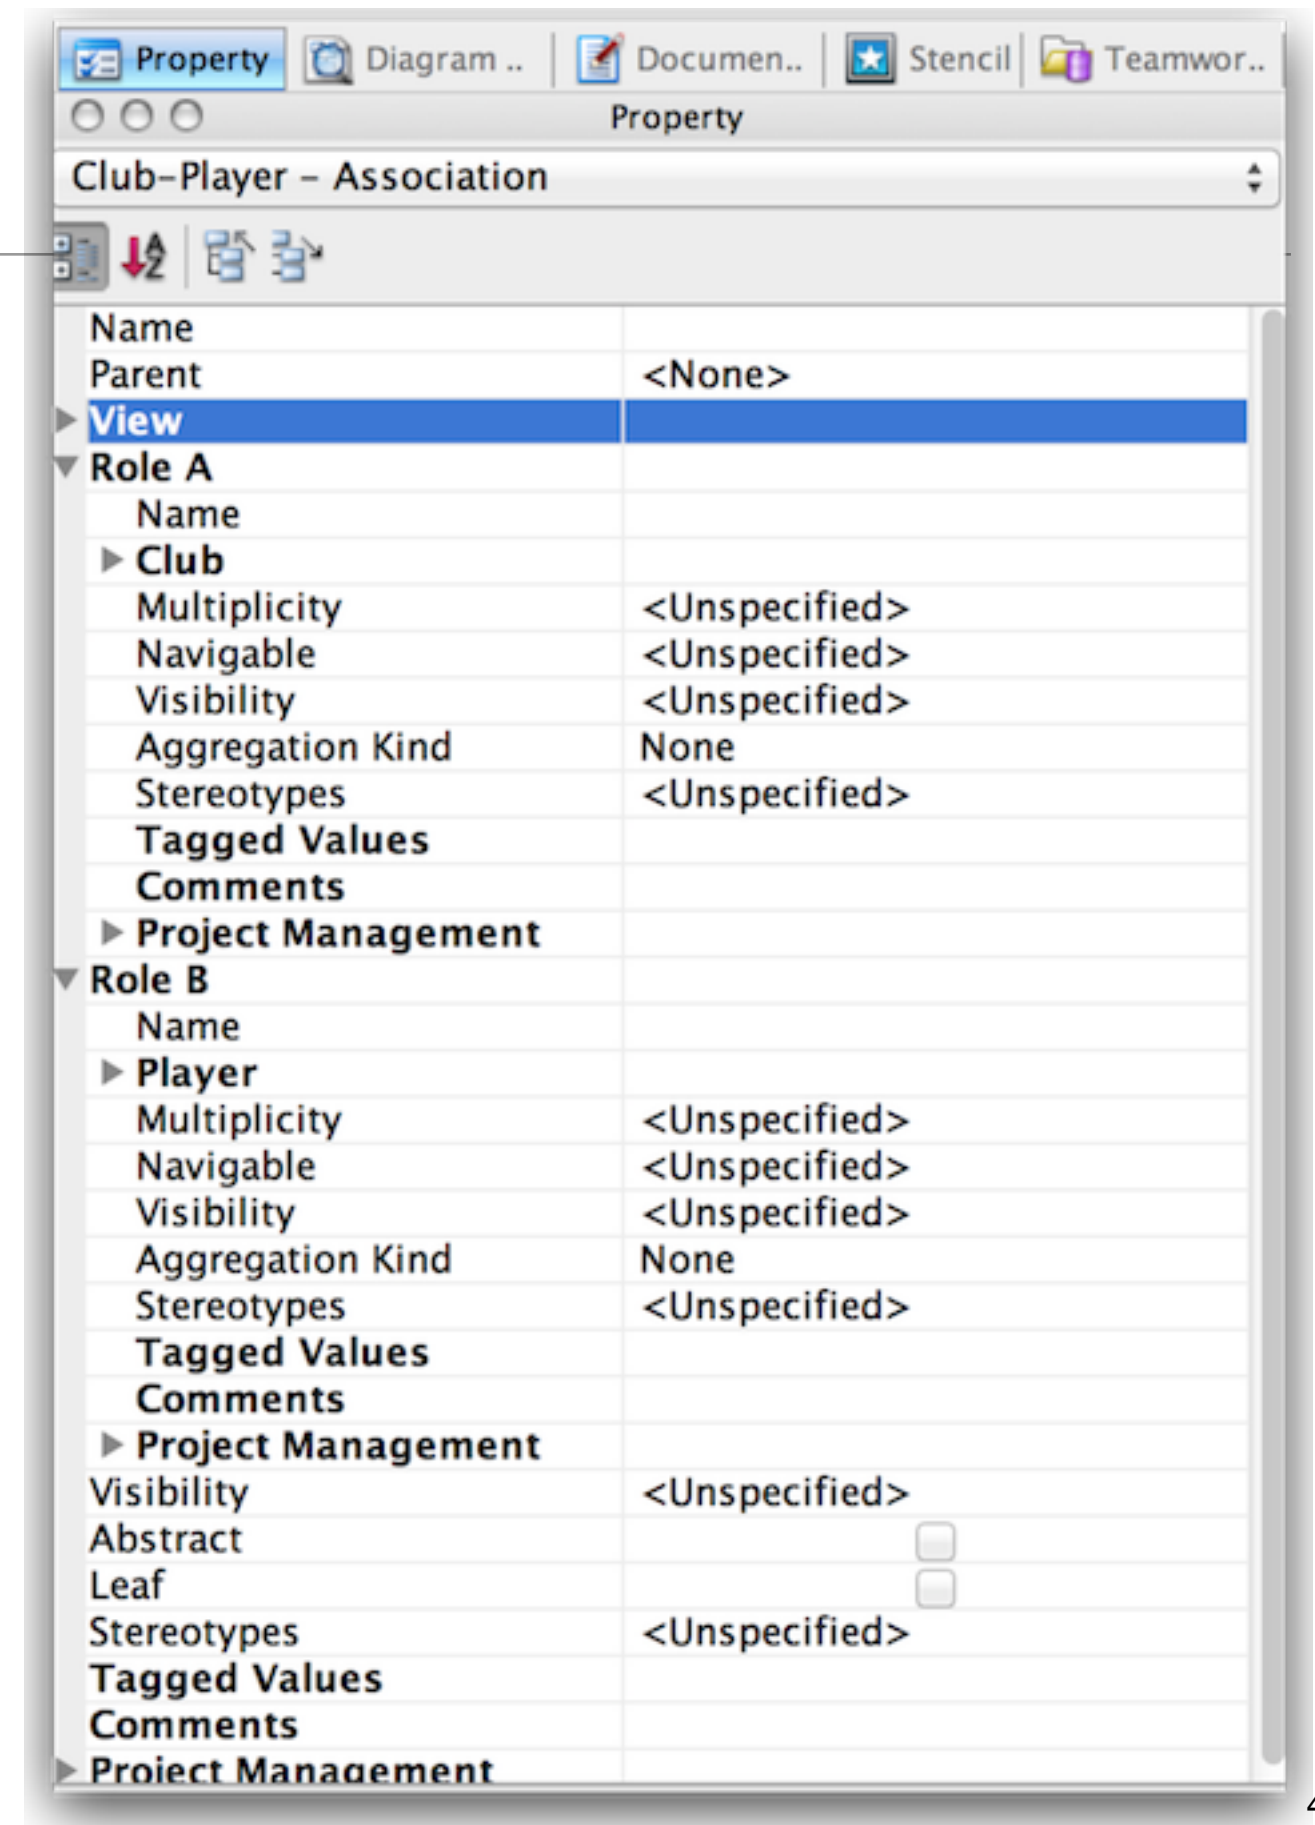 Property Diagram .. Documen.. Stencil Teamwor..
Property
Club-Player - Association
Name
Parent <None>
View
Role A
Name
Club
Multiplicity <Unspecified>
Navigable <Unspecified>
Visibility <Unspecified>
Aggregation Kind None
Stereotypes <Unspecified>
Tagged Values
Comments
Project Management
Role B
Name
Player
Multiplicity <Unspecified>
Navigable <Unspecified>
Visibility <Unspecified>
Aggregation Kind None
Stereotypes <Unspecified>
Tagged Values
Comments
Project Management
Visibility <Unspecified>
Abstract
Leaf
Stereotypes <Unspecified>
Tagged Values
Comments
Project Management